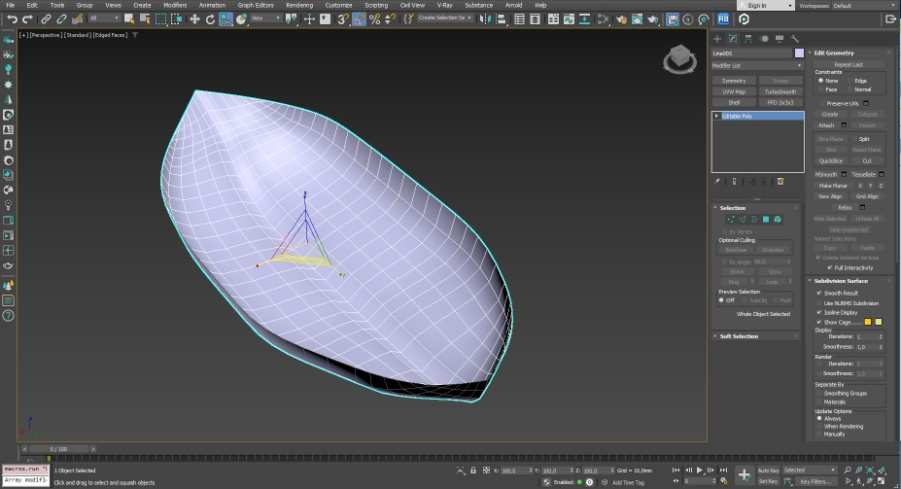 File Edit Tools Group Views Create Modifiers Animation Graph Editors Rendering Customize Scripting Civil View V-Ray Substance Arnold Help
Sign In Workspaces: Default
View Create Selection Se
[+] [Perspective] [Standard] [Edged Faces]
Line005
Modifier List
Symmetry
UVW Map TurboSmooth
Shell FFD 3x3x3
Editable Poly
Selection
By Vertex
Optional Culling
Backface Occluded
By Angle: 45,0
Shrink Grow
Ring Loop
Preview Selection
Off SubObj Multi
Whole Object Selected
Soft Selection
Edit Geometry
Repeat Last
Constraints
None Edge
Face Normal
Preserve UVs
Create Collapse
Attach Detach
Slice Plane Split
Slice Reset Plane
QuickSlice Cut
MSmooth Tessellate
Make Planar X Y Z
View Align Grid Align
Relax
Hide Selected Unhide All
Hide Unselected
Named Selections:
Copy Paste
Delete Isolated Vertices
Full Interactivity
Subdivision Surface
Smooth Result
Use NURMS Subdivision
Isoline Display
Show Cage......
Display
Iterations: 1
Smoothness: 1,0
Render
Iterations:
Smoothness: 1,0
Separate By
Smoothing Groups
Materials
Update Options
Always
When Rendering
Manually
0 / 100
10
macros.run "
Array modifi
1 Object Selected
Click and drag to select and squash objects
X: 100,0 Y: 100,0 Z: 100,0 Grid = 10,0mm
Enabled: Add Time Tag
Auto Key Selected
Set Key Key Filters...
0